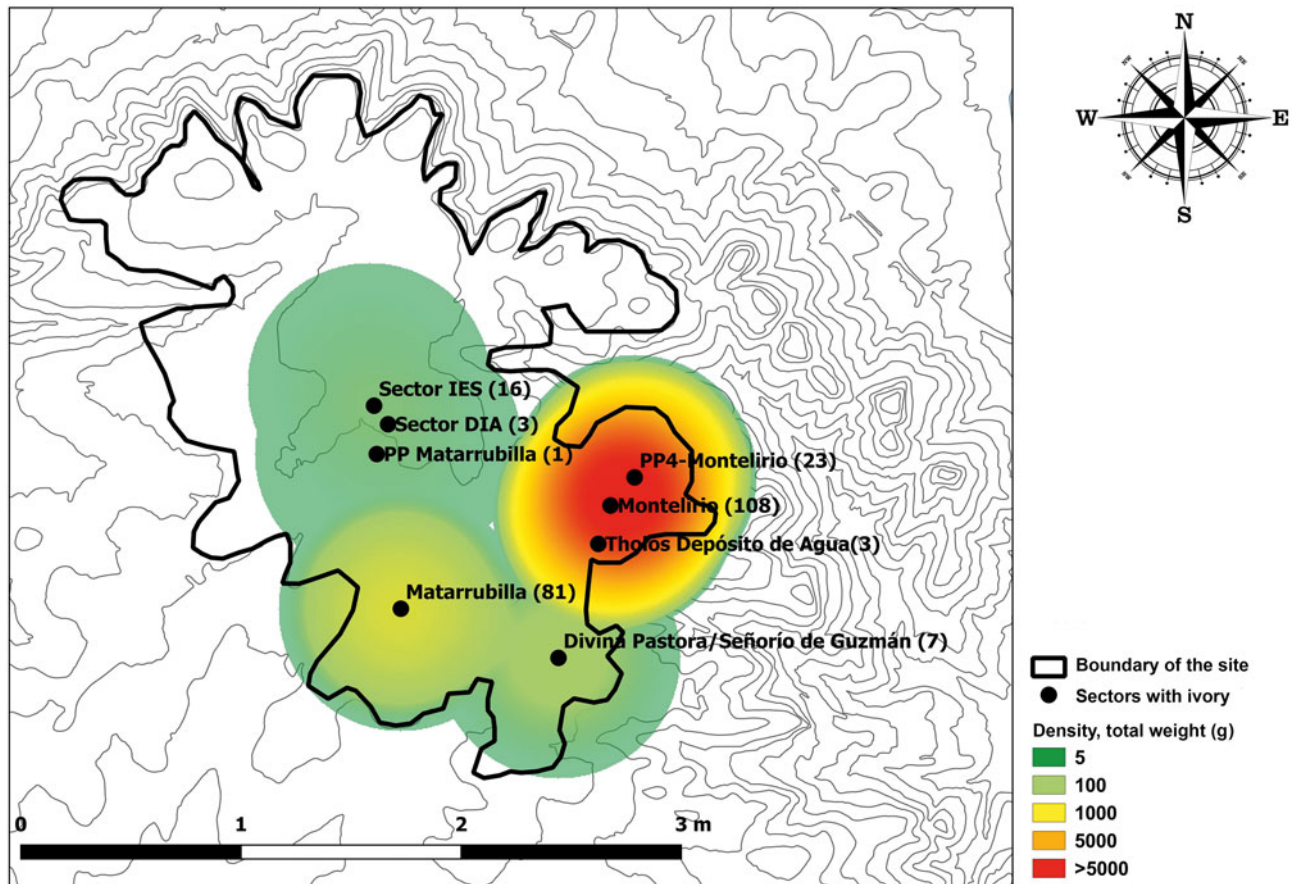 N
W
E
S
Sector IES (16)
Sector DIA (3)
PP Matarrubilla (1)
PP4-Montelirio (23)
Montelirio (108)
Tholos Depósito de Agua(3)
Matarrubilla (81)
Divina Pastora/Señorío de Guzmán (7)
0 1 2 3 m
Boundary of the site
Sectors with ivory
Density, total weight (g)
5
100
1000
5000
>5000